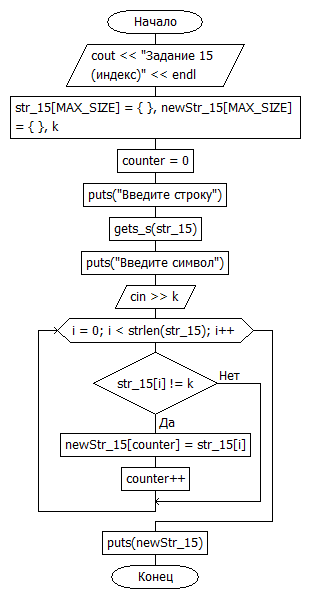 Начало
cout << "Задание 15
(индекс)" << endl
str_15[MAX_SIZE] = { }, newStr_15[MAX_SIZE]
= { }, k
counter = 0
puts("Введите строку")
gets_s(str_15)
puts("Введите символ")
cin >> k
i = 0; i < strlen(str_15); i++
str_15[i] != k
Нет
Да
newStr_15[counter] = str_15[i]
counter++
puts(newStr_15)
Конец